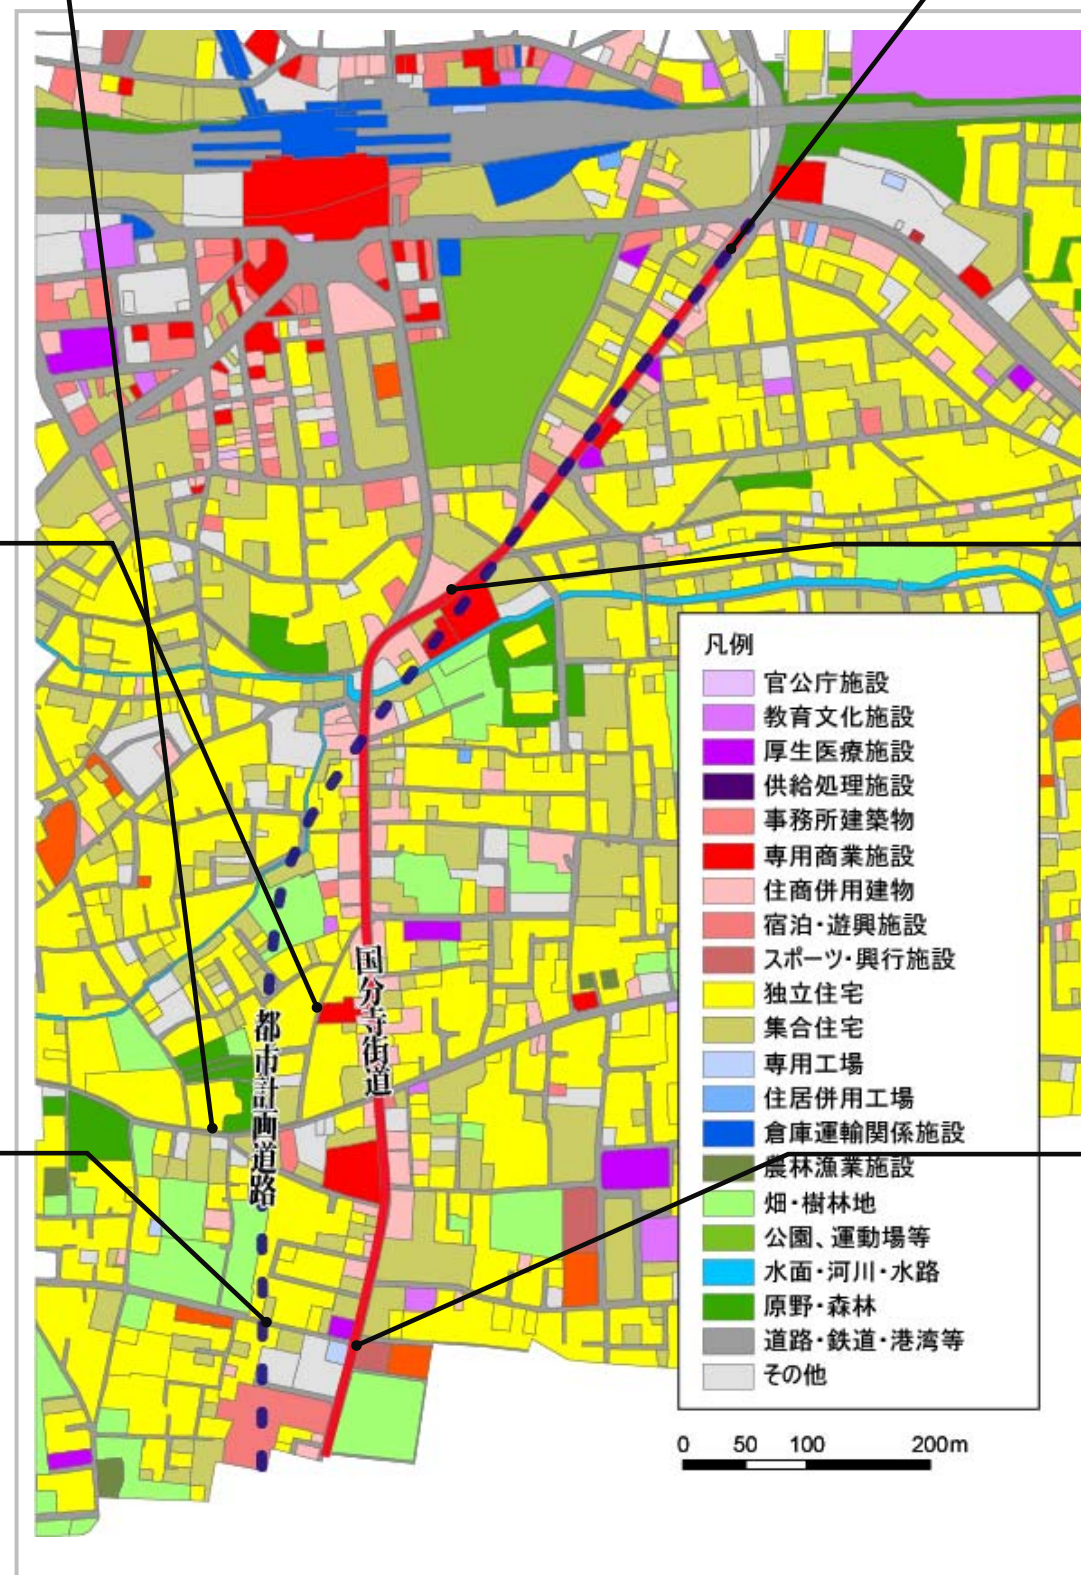 凡例
官公庁施設
教育文化施設
厚生医療施設
供給処理施設
事務所建築物
専用商業施設
住商併用建物
宿泊・遊興施設
スポーツ・興行施設
独立住宅
集合住宅
専用工場
住居併用工場
倉庫運輸関係施設
農林漁業施設
畑・樹林地
公園、運動場等
水面・河川・水路
原野・森林
道路・鉄道・港湾等
その他
国分寺街道
都市計画道路
0 50 100 200m